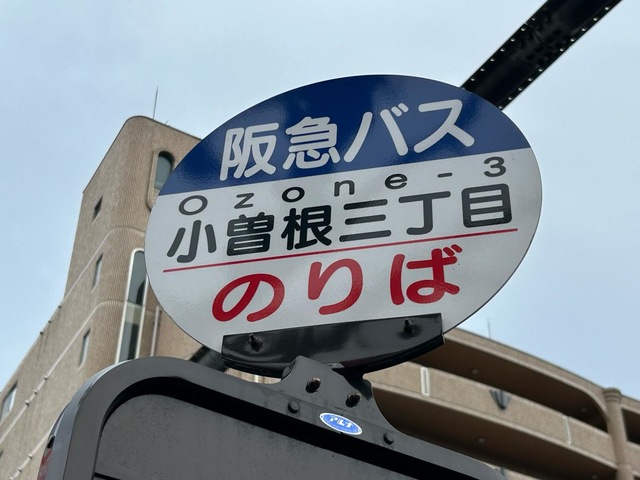 阪急バス
Ozone-3
小曽根三丁目
のりば